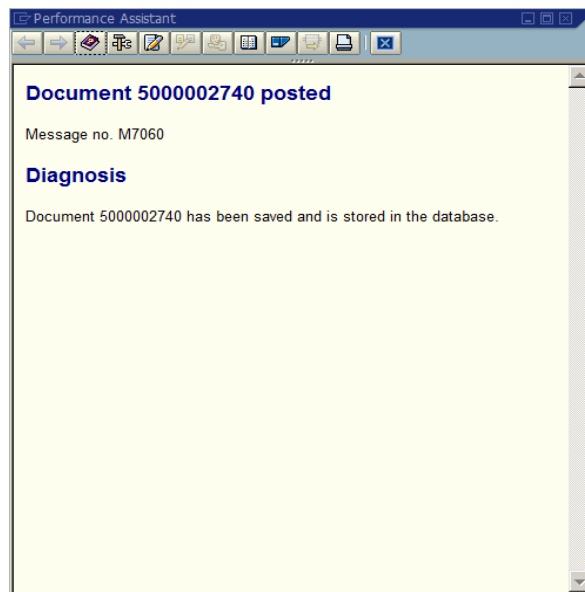 Performance Assistant
Document 5000002740 posted
Message no. M7060
Diagnosis
Document 5000002740 has been saved and is stored in the database.